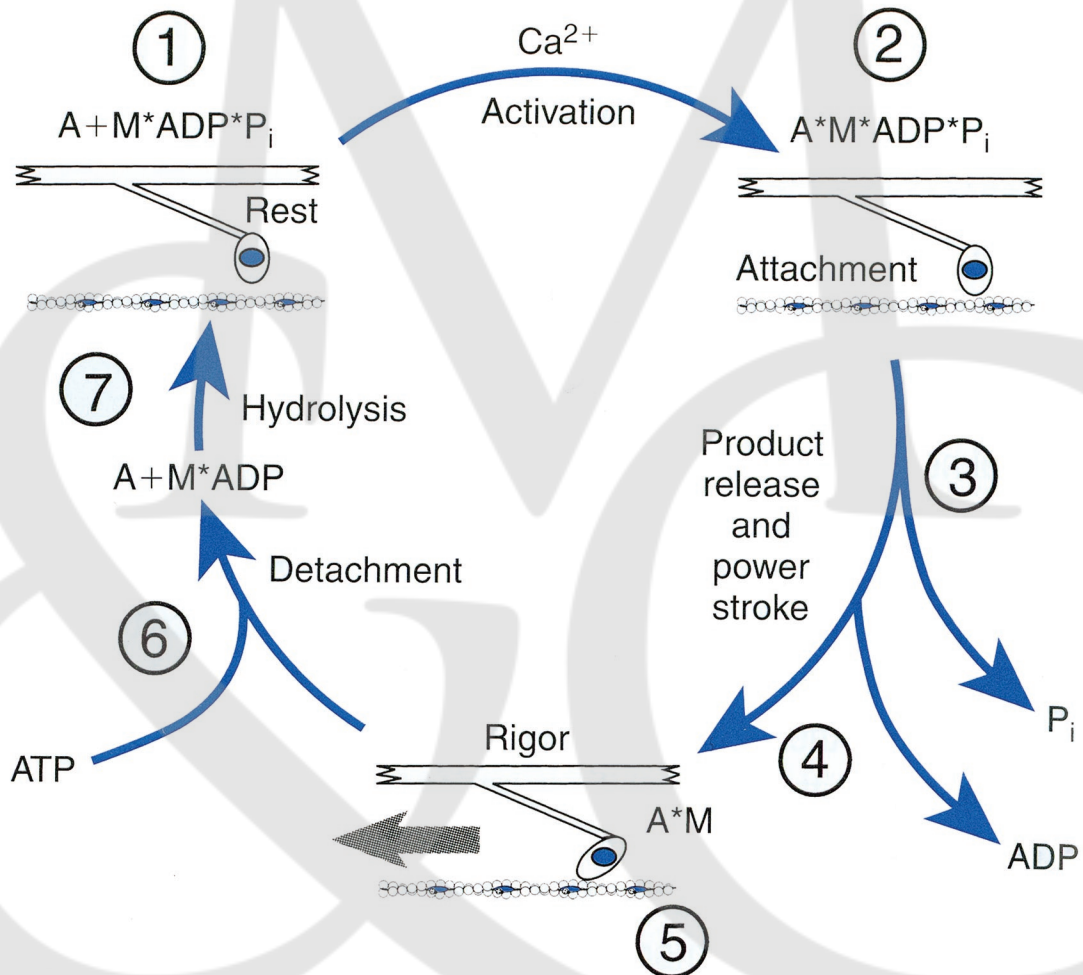 1
Ca²⁺
2
A+M*ADP*Pᵢ
Activation
A*M*ADP*Pᵢ
Rest
Attachment
7
Hydrolysis
A+M*ADP
Product
release
and
power
stroke
3
Detachment
6
ATP
Rigor
4
Pᵢ
A*M
ADP
5